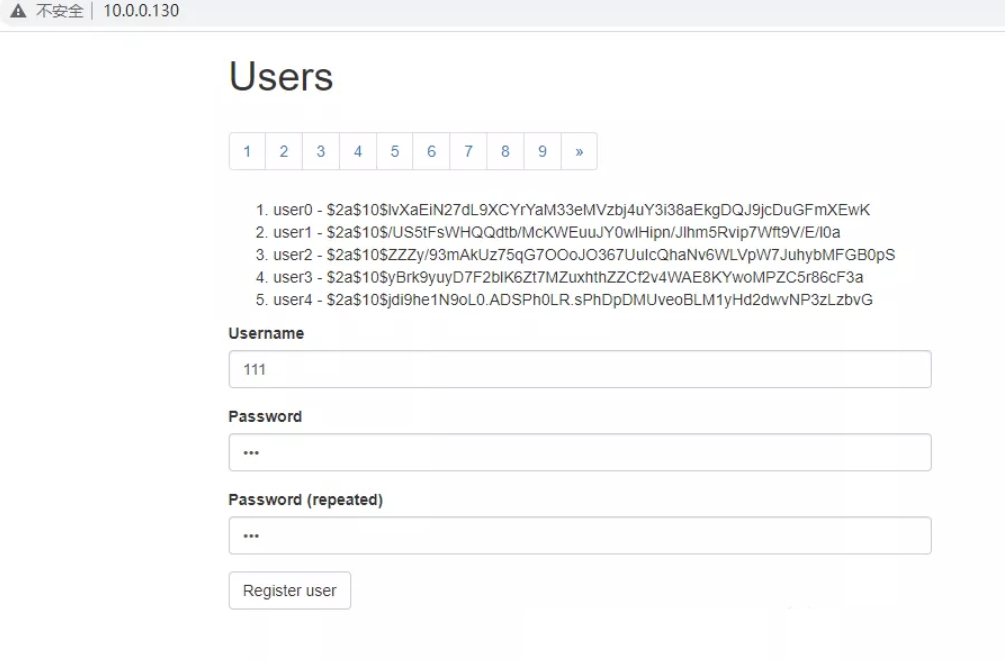 不安全 | 10.0.0.130
Users
1 2 3 4 5 6 7 8 9 »
1. user0 - $2a$10$lvXaEiN27dL9XCYrYaM33eMVzbj4uY3i38aEkgDQJ9jcDuGFmXEwK
2. user1 - $2a$10$/US5tFsWHQQdtb/McKWEuuJY0wlHipn/Jlhm5Rvip7Wft9V/E/I0a
3. user2 - $2a$10$ZZZy/93mAkUz75qG7OOoJO367UuIcQhaNv6WLVpW7JuhybMFGB0pS
4. user3 - $2a$10$yBrk9yuyD7F2blK6Zt7MZuxhthZZCf2v4WAE8KYwoMPZC5r86cF3a
5. user4 - $2a$10$jdi9he1N9oL0.ADSPh0LR.sPhDpDMUveoBLM1yHd2dwvNP3zLzbvG
Username
111
Password
•••
Password (repeated)
•••
Register user